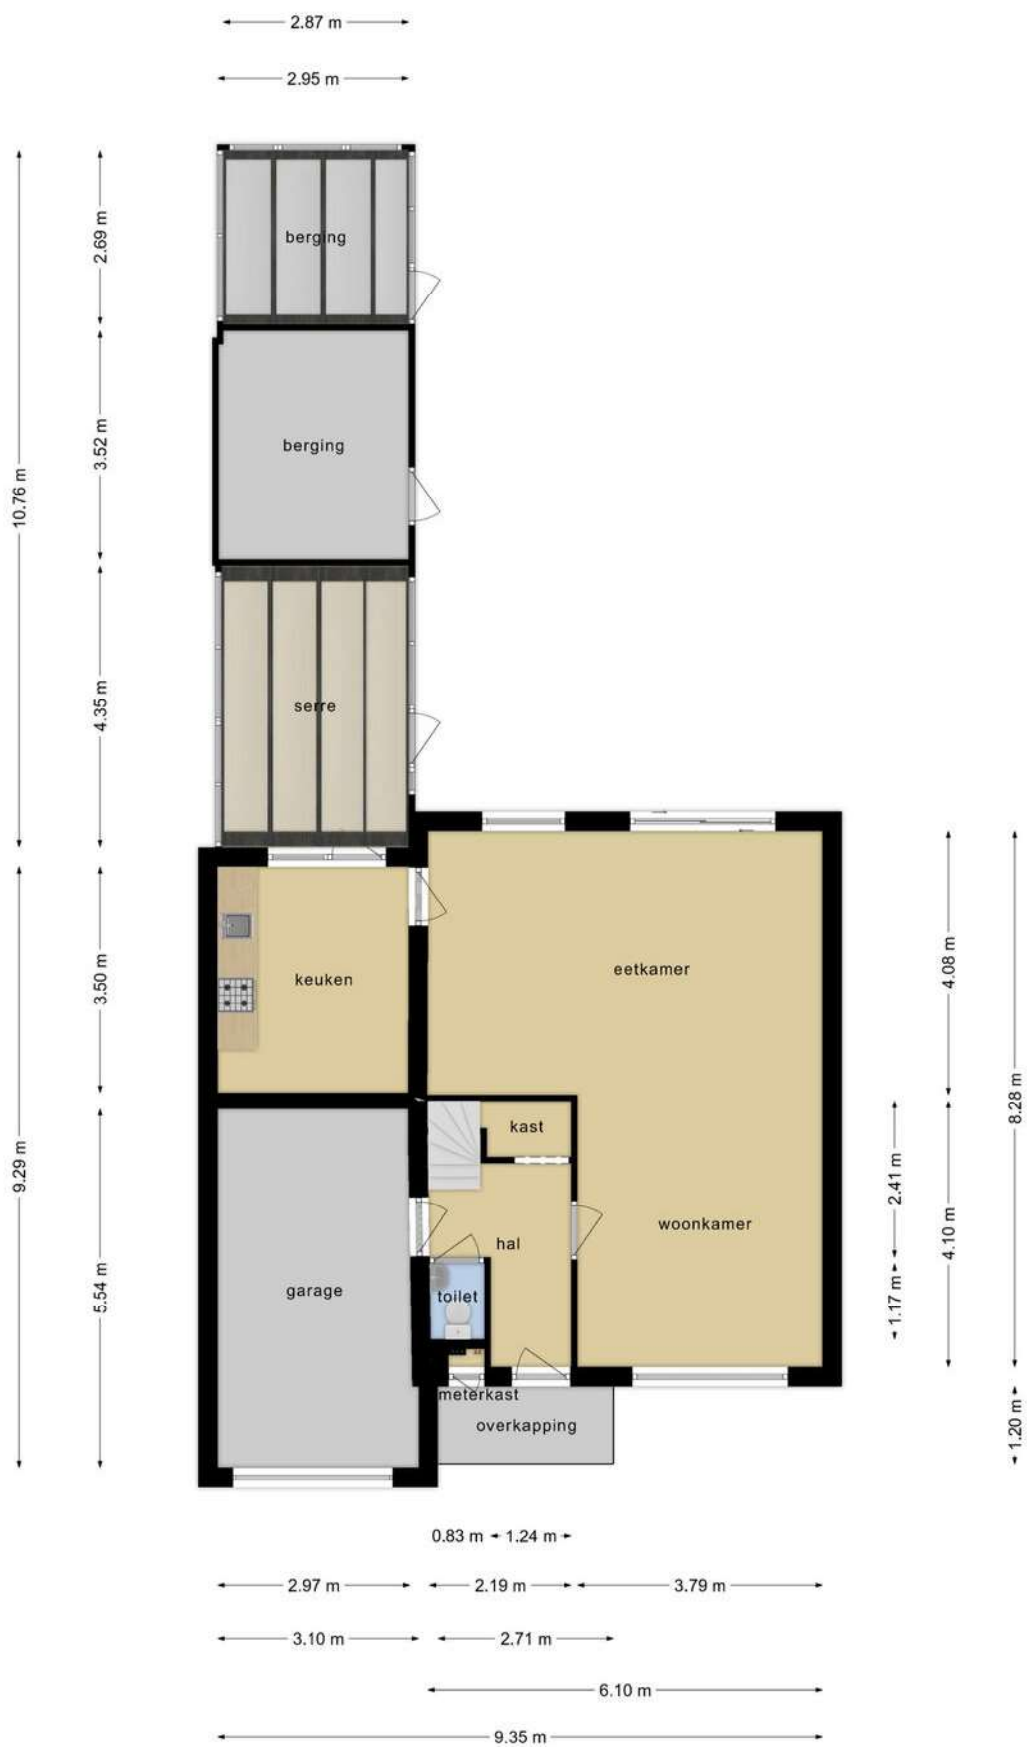 2.87 m
2.95 m
berging
2.69 m
berging
3.52 m
10.76 m
serre
4.35 m
keuken
3.50 m
eetkamer
4.08 m
8.28 m
kast
9.29 m
2.41 m
woonkamer
4.10 m
hal
garage
5.54 m
toilet
1.17 m
meterkast
overkapping
1.20 m
0.83 m
1.24 m
2.97 m
2.19 m
3.79 m
3.10 m
2.71 m
6.10 m
9.35 m